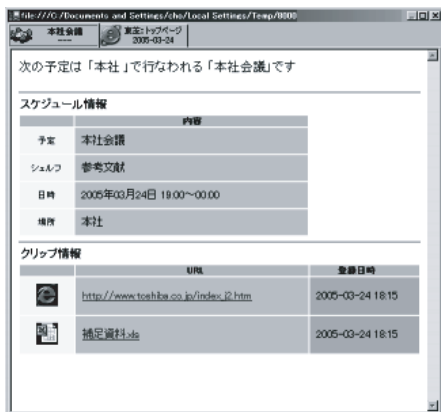 file:///C:/Documents and Settings/cho/Local Settings/Temp/0000
本社会議
東芝:トップページ
2005-03-24
次の予定は「本社」で行なわれる「本社会議」です
スケジュール情報
内容
予定 本社会議
シェルフ 参考文献
日時 2005年03月24日 19:00～00:00
場所 本社
クリップ情報
URL 登録日時
http://www.toshiba.co.jp/index_j2.htm 2005-03-24 18:15
補足資料.xls 2005-03-24 18:15